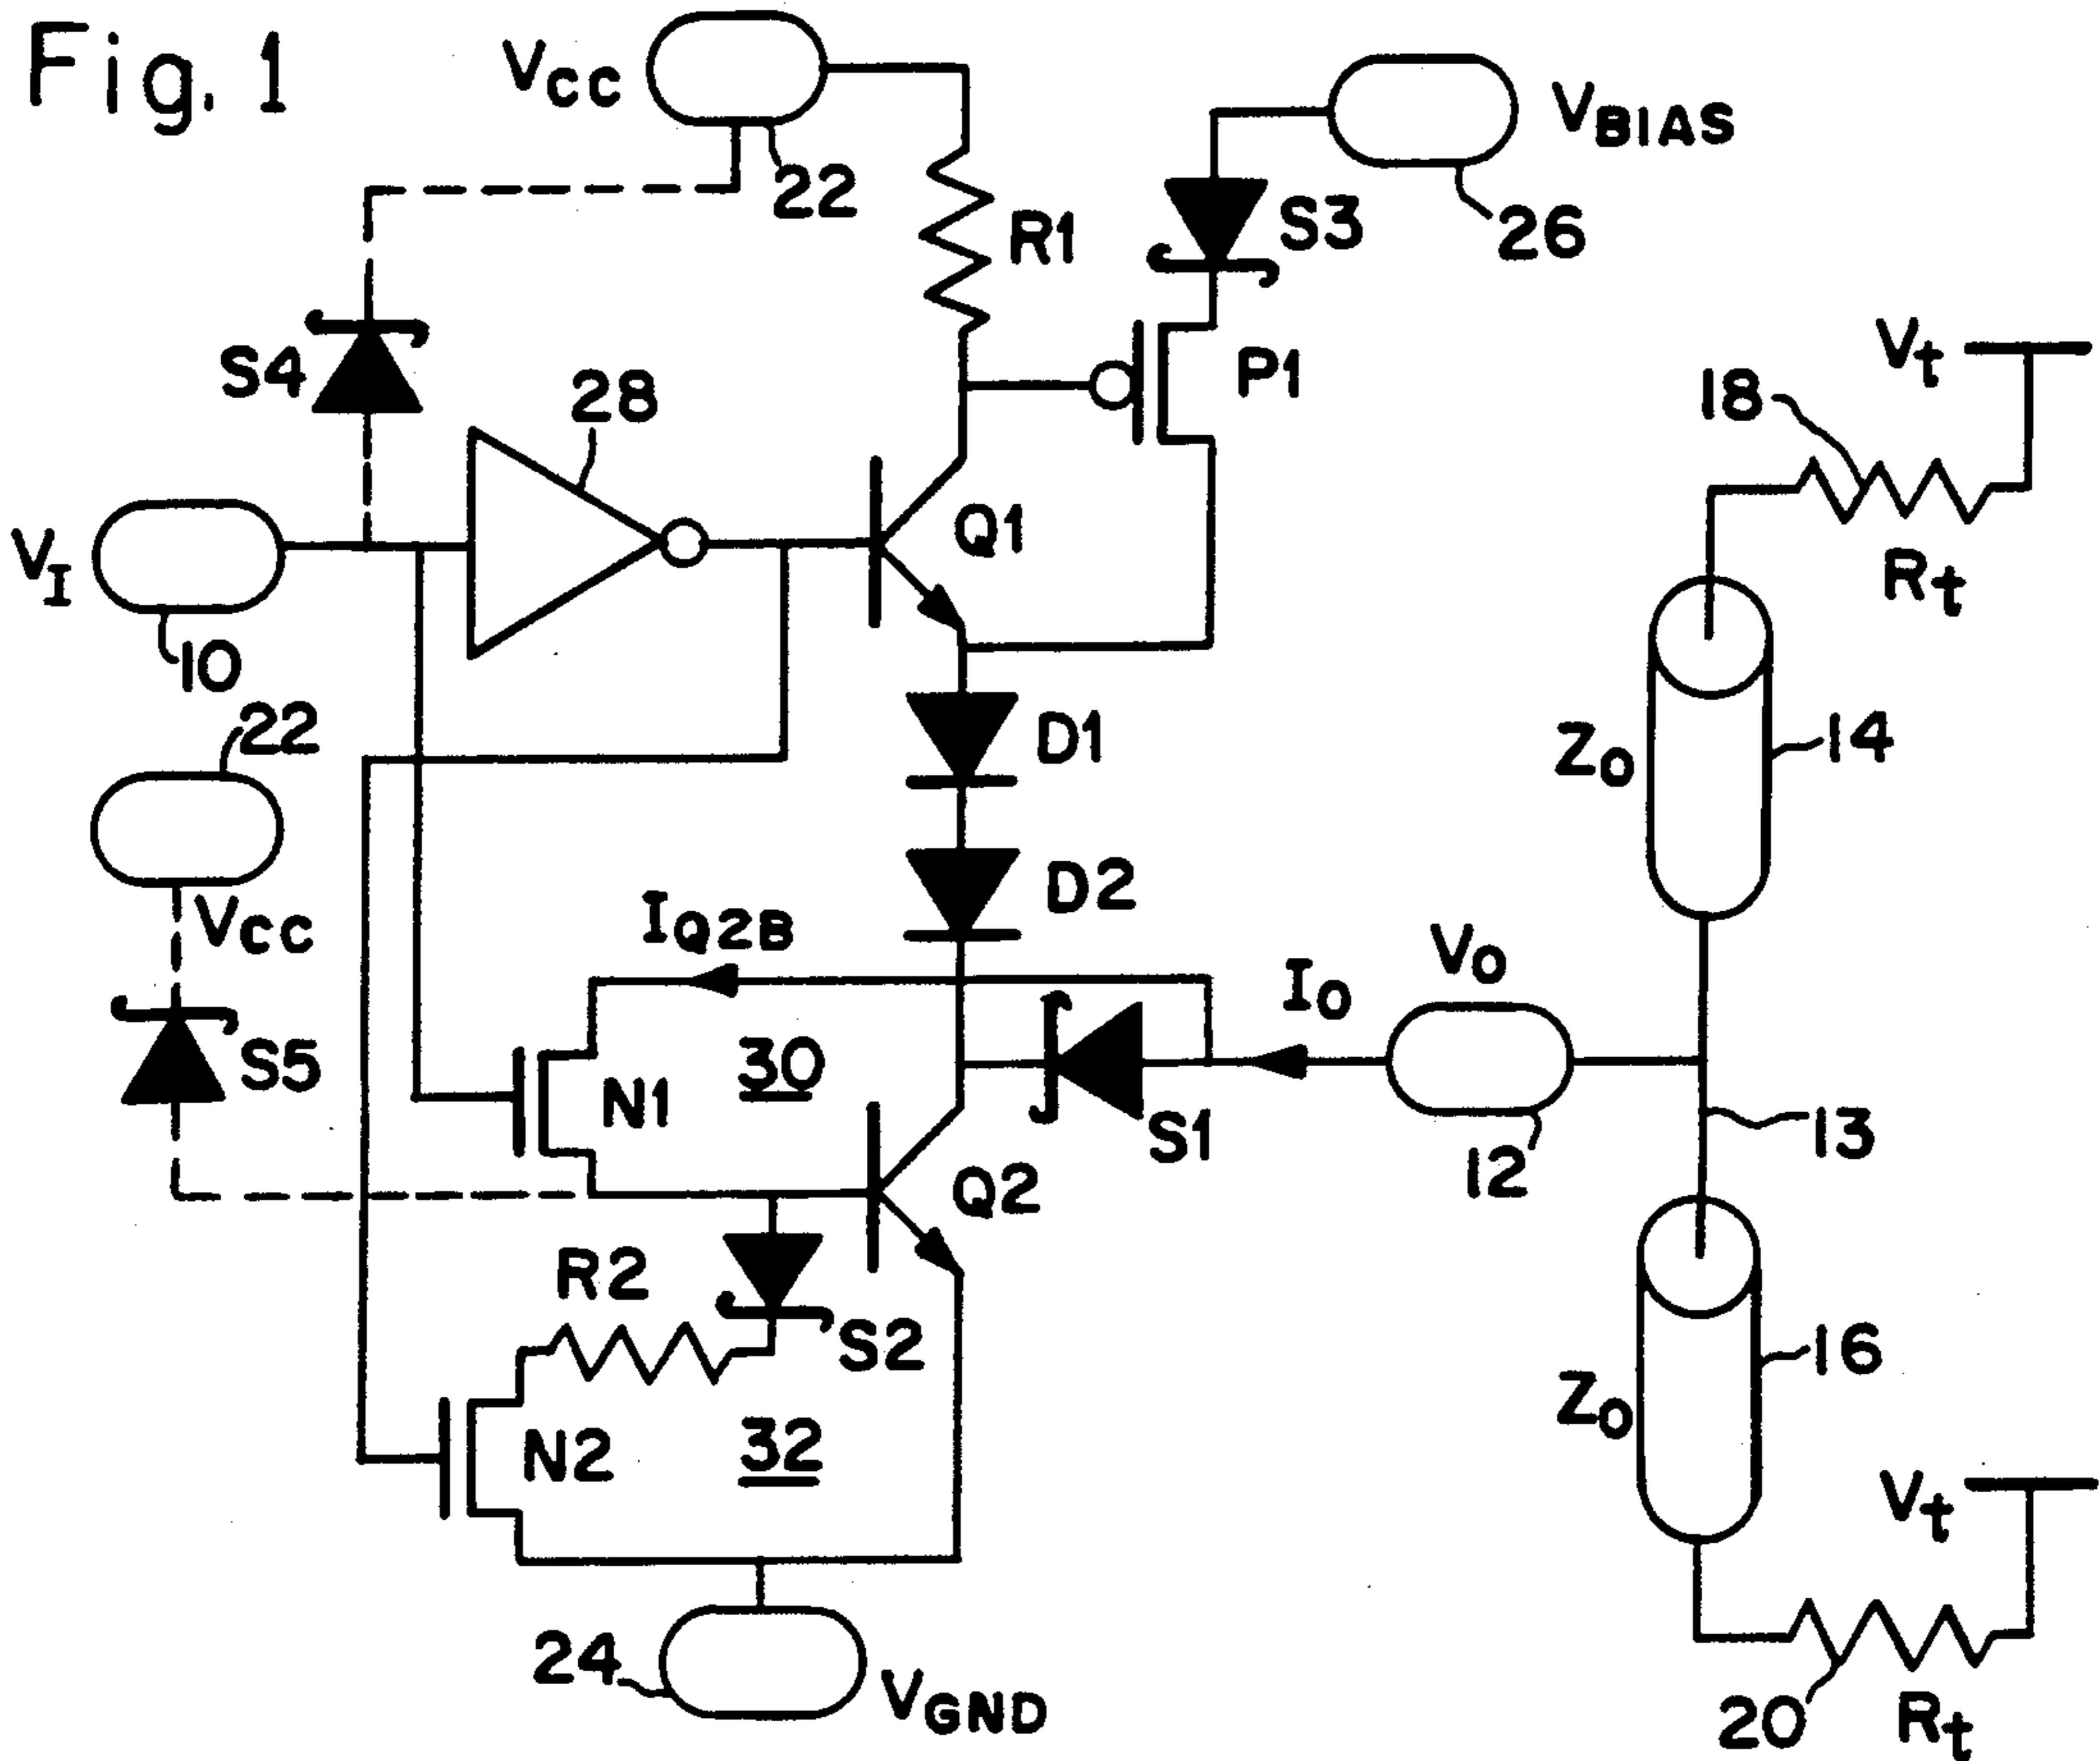 Fig. 1
VCC
22
VBIAS
26
R1
S3
P1
S4
28
Vt
18
Rt
VI
10
Q1
22
VCC
D1
ZO
14
D2
IQ2B
VO
IO
S5
30
N1
S1
12
13
Q2
R2
S2
16
ZO
N2
32
Vt
24
VGND
20
Rt